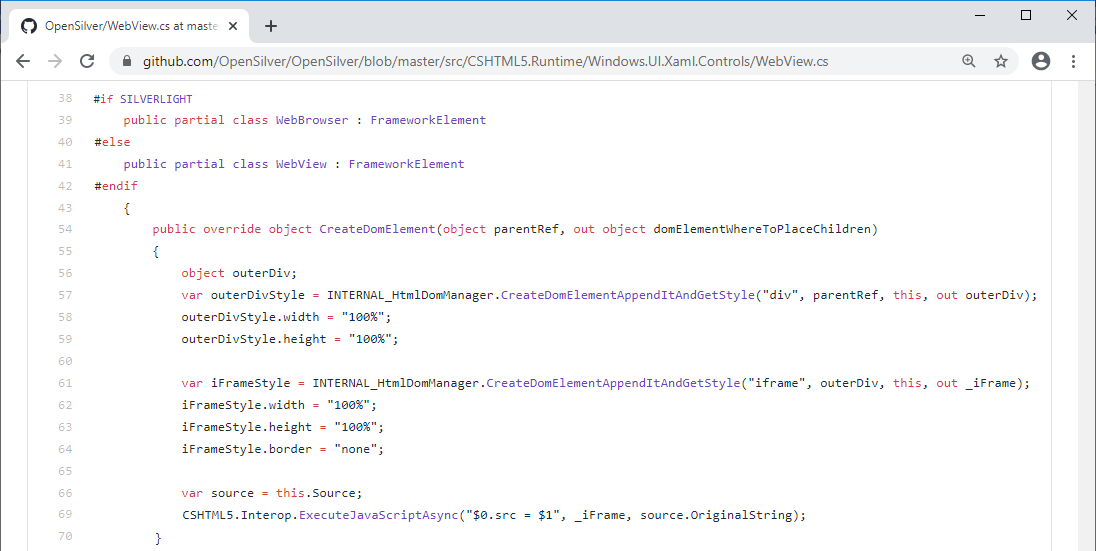 OpenSilver/WebView.cs at maste
github.com/OpenSilver/OpenSilver/blob/master/src/CSHTML5.Runtime/Windows.UI.Xaml.Controls/WebView.cs
38 #if SILVERLIGHT
39     public partial class WebBrowser : FrameworkElement
40 #else
41     public partial class WebView : FrameworkElement
42 #endif
43     {
54         public override object CreateDomElement(object parentRef, out object domElementWhereToPlaceChildren)
55         {
56             object outerDiv;
57             var outerDivStyle = INTERNAL_HtmlDomManager.CreateDomElementAppendItAndGetStyle("div", parentRef, this, out outerDiv);
58             outerDivStyle.width = "100%";
59             outerDivStyle.height = "100%";
60
61             var iFrameStyle = INTERNAL_HtmlDomManager.CreateDomElementAppendItAndGetStyle("iframe", outerDiv, this, out _iFrame);
62             iFrameStyle.width = "100%";
63             iFrameStyle.height = "100%";
64             iFrameStyle.border = "none";
65
66             var source = this.Source;
69             CSHTML5.Interop.ExecuteJavaScriptAsync("$0.src = $1", _iFrame, source.OriginalString);
70         }